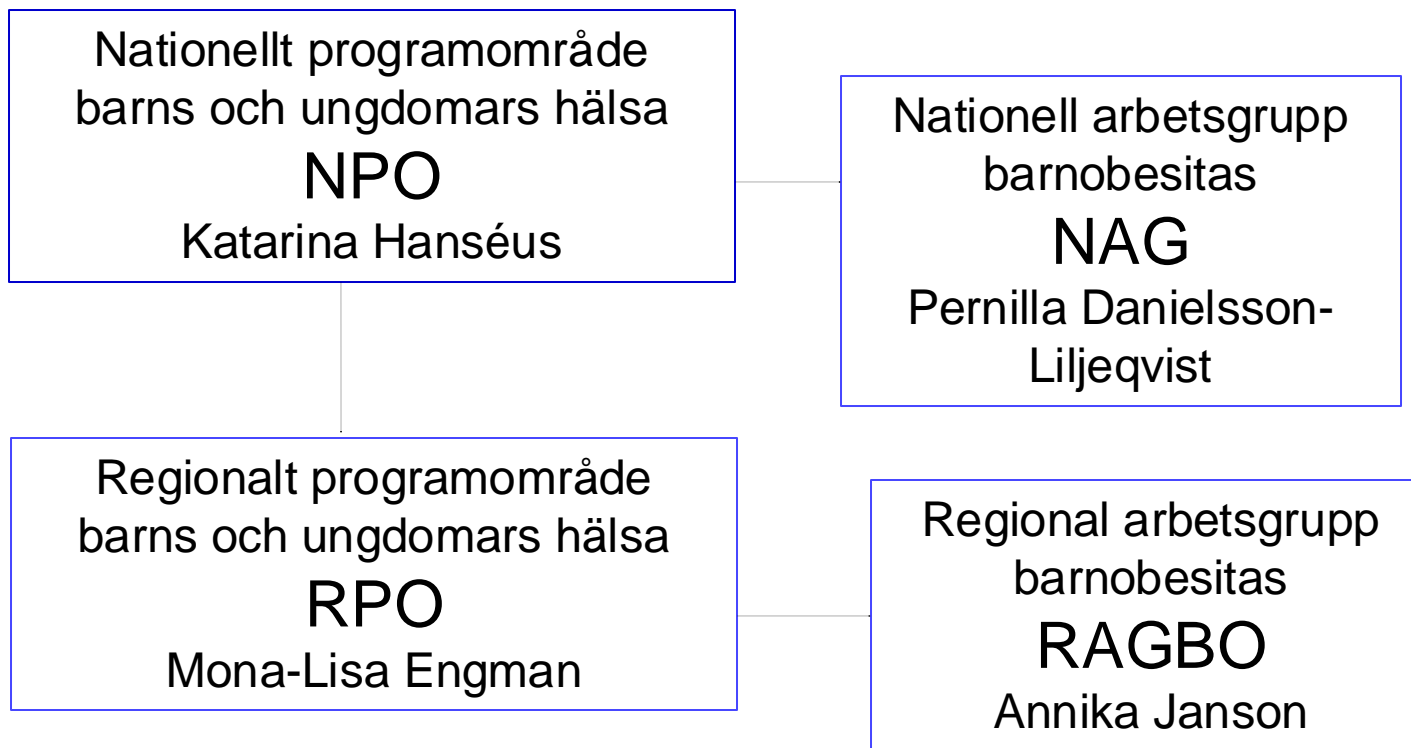 Nationellt programområde
barns och ungdomars hälsa
NPO
Katarina Hanséus
Nationell arbetsgrupp
barnobesitas
NAG
Pernilla Danielsson-
Liljeqvist
Regionalt programområde
barns och ungdomars hälsa
RPO
Mona-Lisa Engman
Regional arbetsgrupp
barnobesitas
RAGBO
Annika Janson